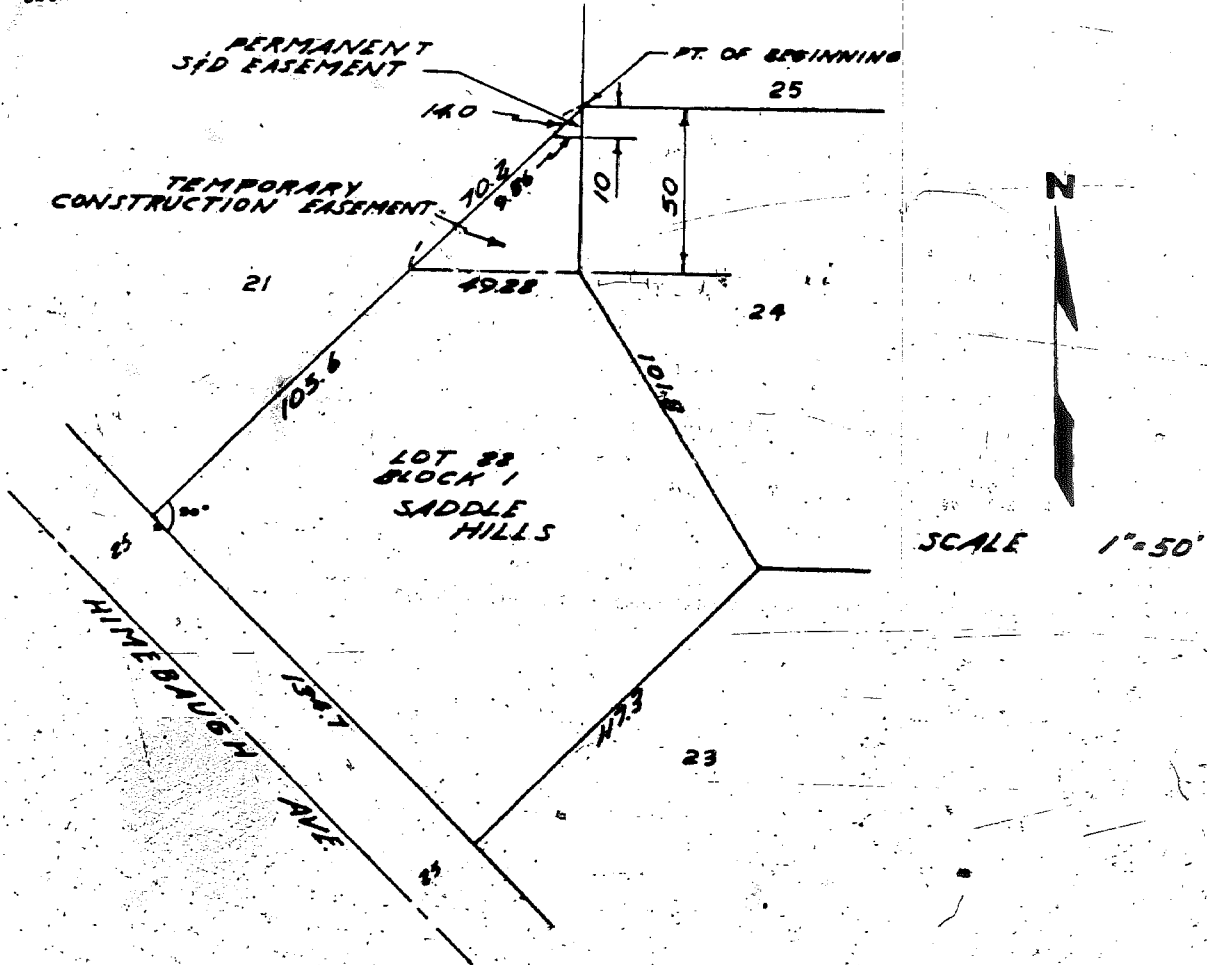 PERMANENT
S&D EASEMENT
PT. OF BEGINNING
25
14.0
10
50
70.2
9.86
TEMPORARY
CONSTRUCTION EASEMENT
N
21
49.88
24
105.6
101.8
LOT 22
BLOCK 1
SADDLE
HILLS
90°
SCALE 1"=50'
25
HIMEBAUGH AVE.
134.7
117.3
23
25